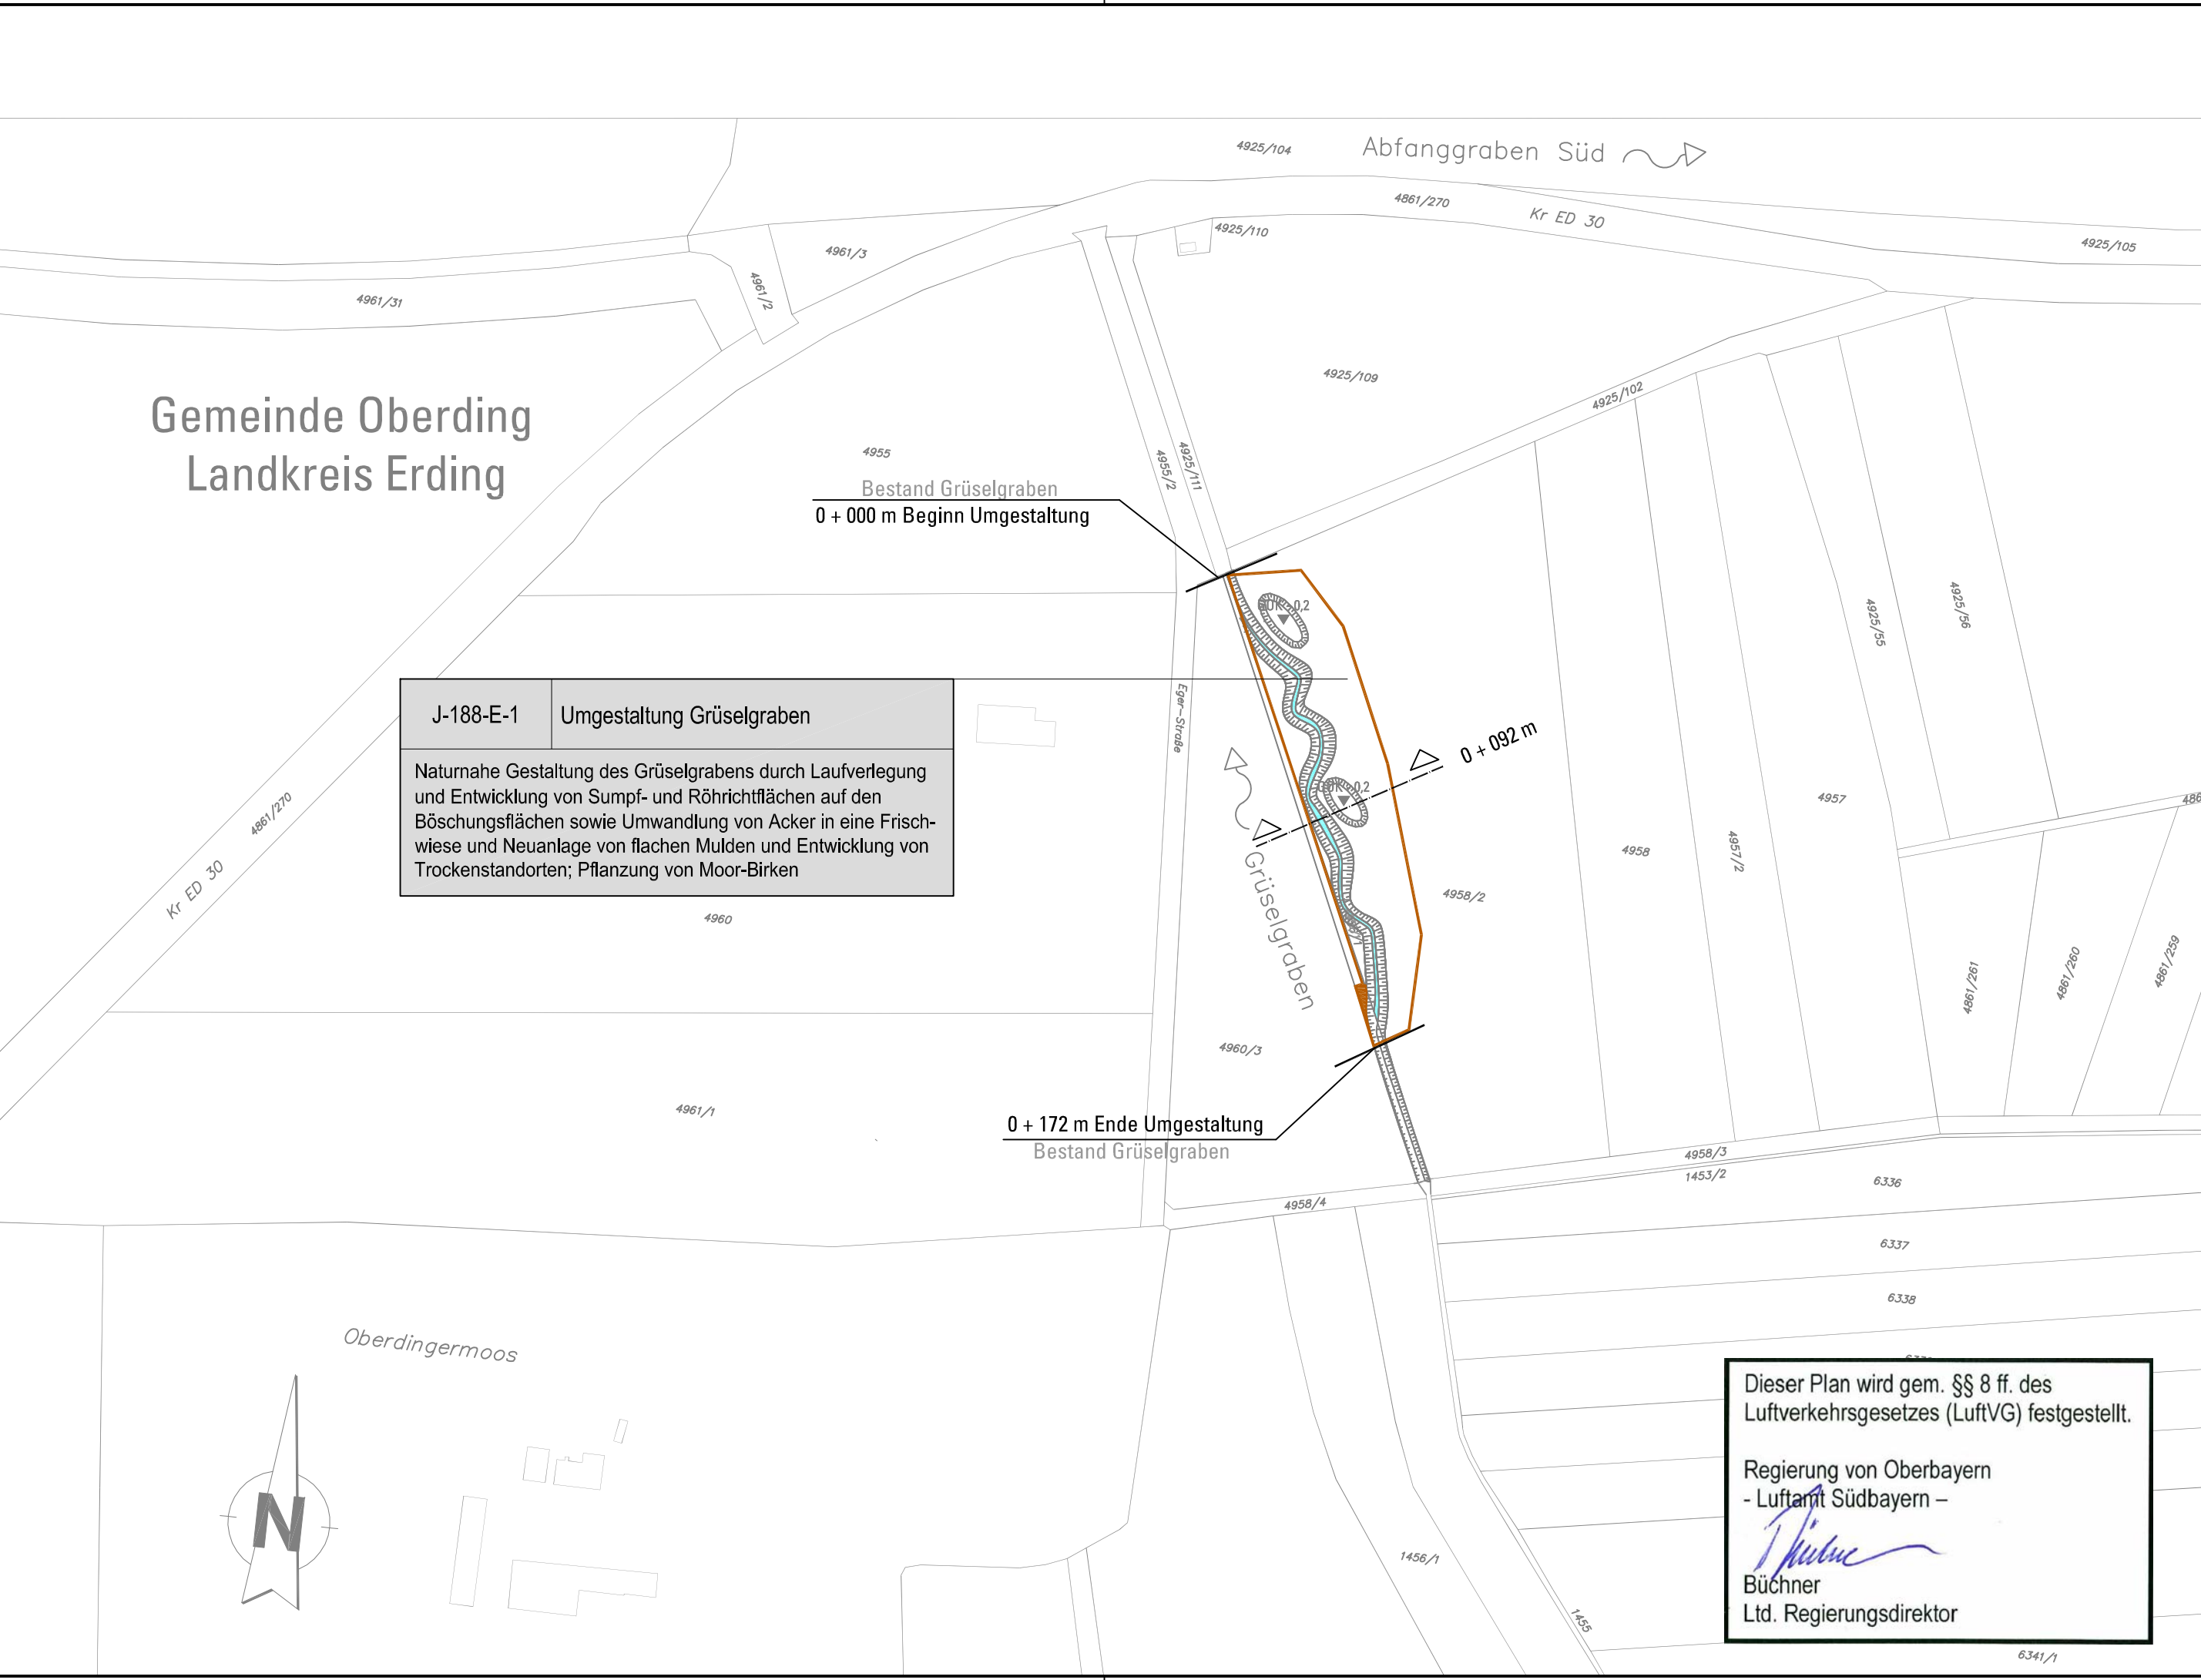 4925/104
Abfanggraben Süd
4861/270
Kr ED 30
4925/110
4925/105
4961/3
4961/2
4961/31
4925/109
4925/102
Gemeinde Oberding
Landkreis Erding
4955
4955/2
4925/111
Bestand Grüselgraben
0 + 000 m Beginn Umgestaltung
4925/55
4925/56
J-188-E-1
Umgestaltung Grüselgraben
Naturnahe Gestaltung des Grüselgrabens durch Laufverlegung
und Entwicklung von Sumpf- und Röhrichtflächen auf den
Böschungsflächen sowie Umwandlung von Acker in eine Frisch-
wiese und Neuanlage von flachen Mulden und Entwicklung von
Trockenstandorten; Pflanzung von Moor-Birken
Eger-Straße
0 + 092 m
Grüselgraben
4861/270
Kr ED 30
4957
4958
4957/2
4958/2
4960
4861/261
4861/260
4861/259
4960/3
4961/1
0 + 172 m Ende Umgestaltung
Bestand Grüselgraben
4958/3
1453/2
4958/4
6336
6337
6338
Oberdingermoos
N
1456/1
1455
6341/1
Dieser Plan wird gem. §§ 8 ff. des
Luftverkehrsgesetzes (LuftVG) festgestellt.
Regierung von Oberbayern
- Luftamt Südbayern –
Büchner
Ltd. Regierungsdirektor